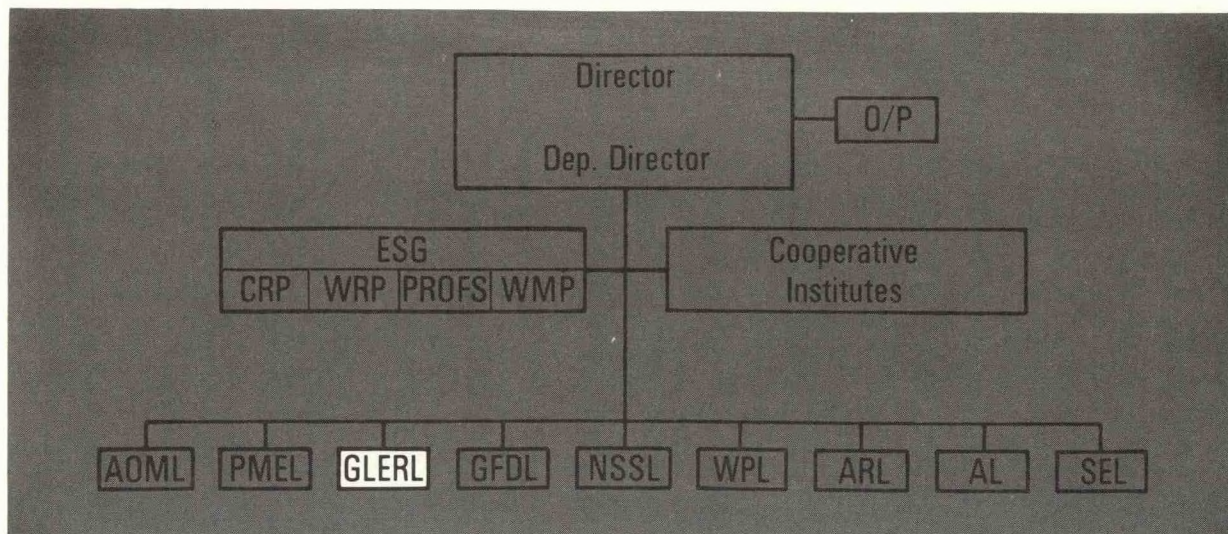 Director
O/P
Dep. Director
ESG
CRP WRP PROFS WMP
Cooperative
Institutes
AOML PMEL GLERL GFDL NSSL WPL ARL AL SEL